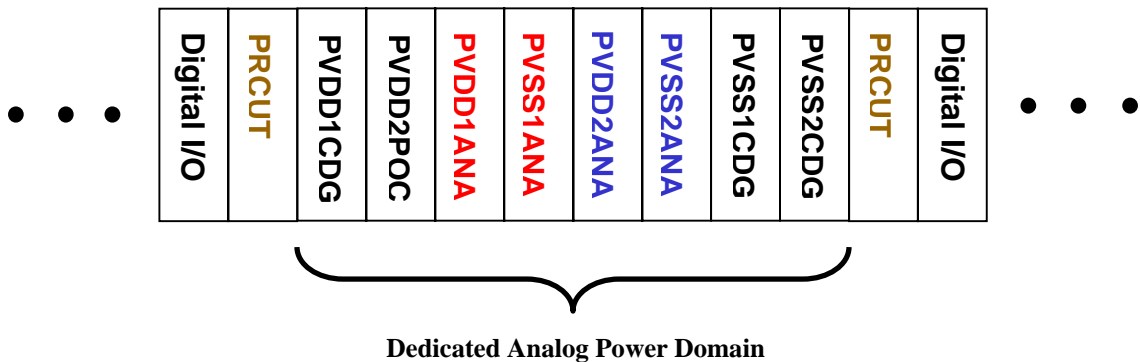 Digital I/O
PRCUT
PVDD1CDG
PVDD2POC
PVDD1ANA
PVSS1ANA
PVDD2ANA
PVSS2ANA
PVSS1CDG
PVSS2CDG
PRCUT
Digital I/O
Dedicated Analog Power Domain